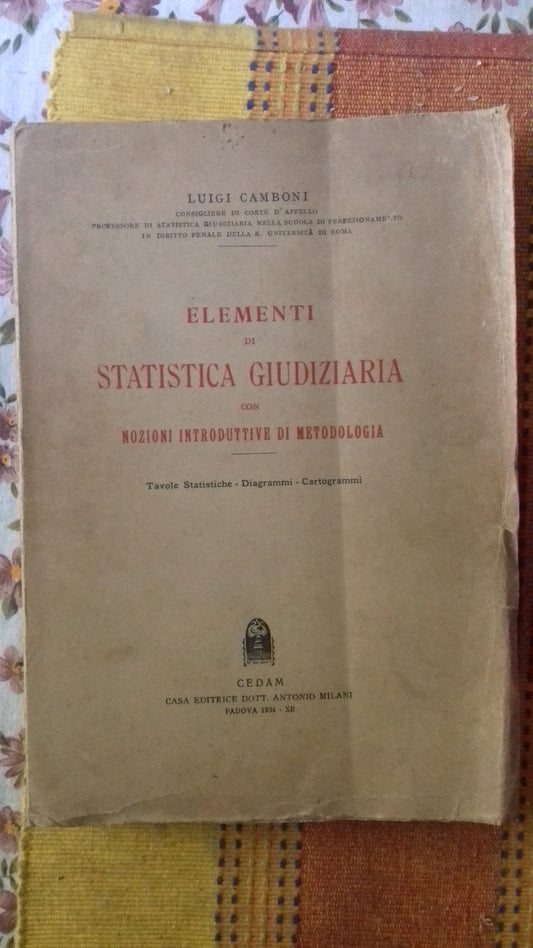 LUIGI CAMBONI
CONSIGLIERE DI CORTE D'APPELLO
PROFESSORE DI STATISTICA GIUDIZIARIA NELLA SCUOLA DI PERFEZIONAMENTO
IN DIRITTO PENALE DELLA R. UNIVERSITÀ DI ROMA
ELEMENTI
DI
STATISTICA GIUDIZIARIA
CON
NOZIONI INTRODUTTIVE DI METODOLOGIA
Tavole Statistiche - Diagrammi - Cartogrammi
CEDAM
CASA EDITRICE DOTT. ANTONIO MILANI
PADOVA 1934 - XII